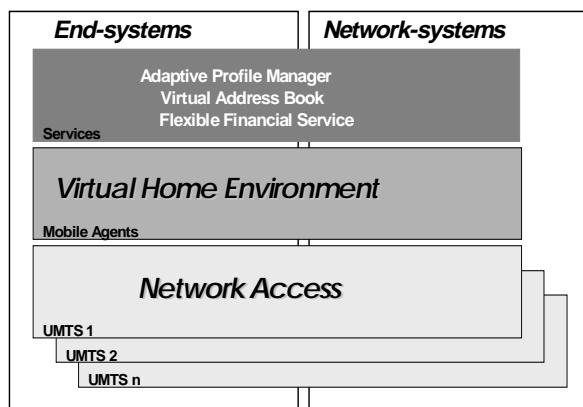 End-systems
Network-systems
Adaptive Profile Manager
Virtual Address Book
Flexible Financial Service
Services
Virtual Home Environment
Mobile Agents
Network Access
UMTS 1
UMTS 2
UMTS n